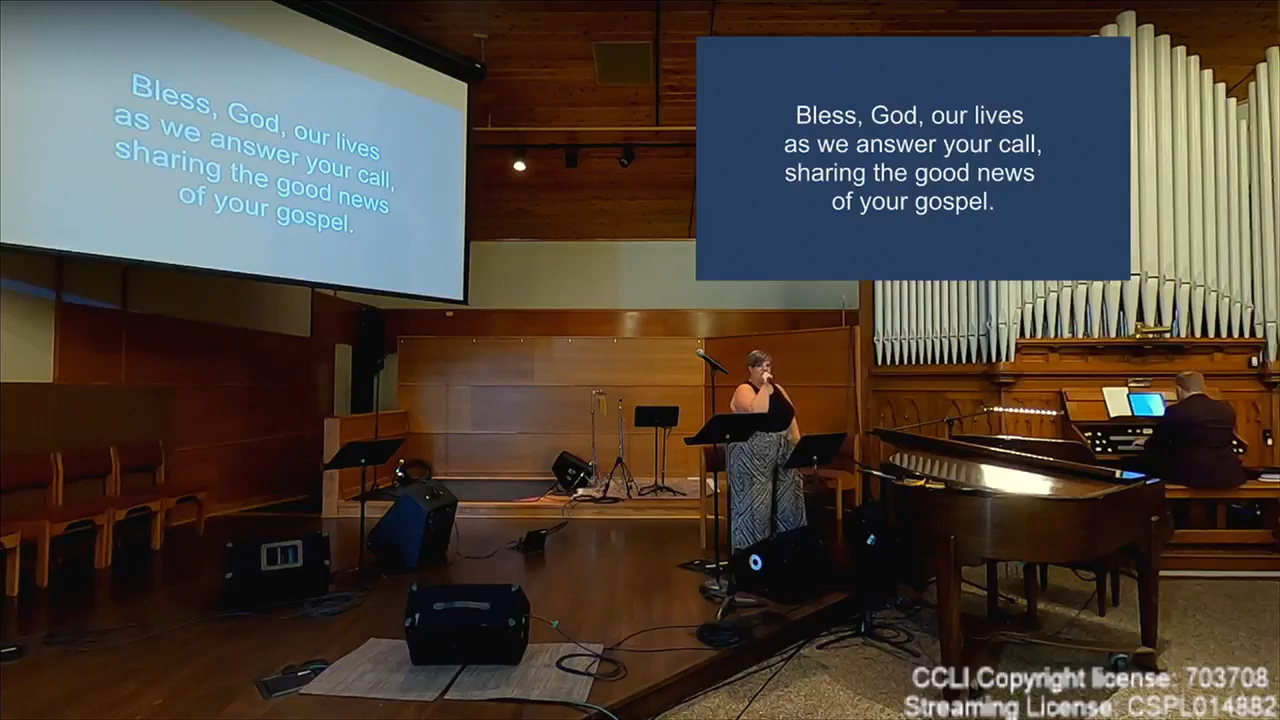 Bless, God, our lives
as we answer your call,
sharing the good news
of your gospel.
Bless, God, our lives
as we answer your call,
sharing the good news
of your gospel.
CCLI Copyright license: 703708
Streaming License: CSPL014882